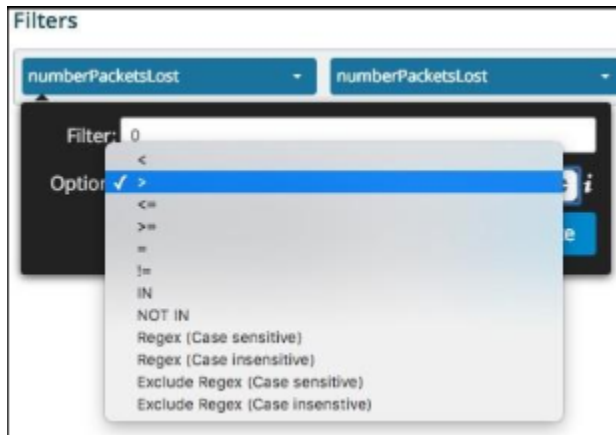 Filters
numberPacketsLost numberPacketsLost
Filter: 0
<
Option ✓ > i
<=
>=
=
!=
IN
NOT IN
Regex (Case sensitive)
Regex (Case insensitive)
Exclude Regex (Case sensitive)
Exclude Regex (Case insenstive)